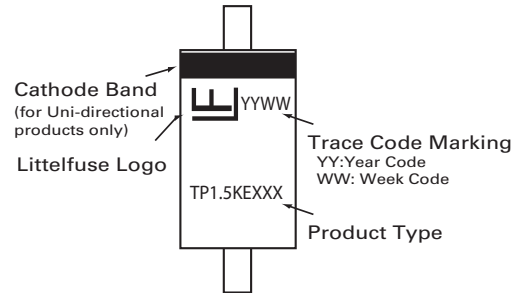 Cathode Band
(for Uni-directional
products only)
Littelfuse Logo
YYWW
Trace Code Marking
YY:Year Code
WW: Week Code
TP1.5KEXXX
Product Type